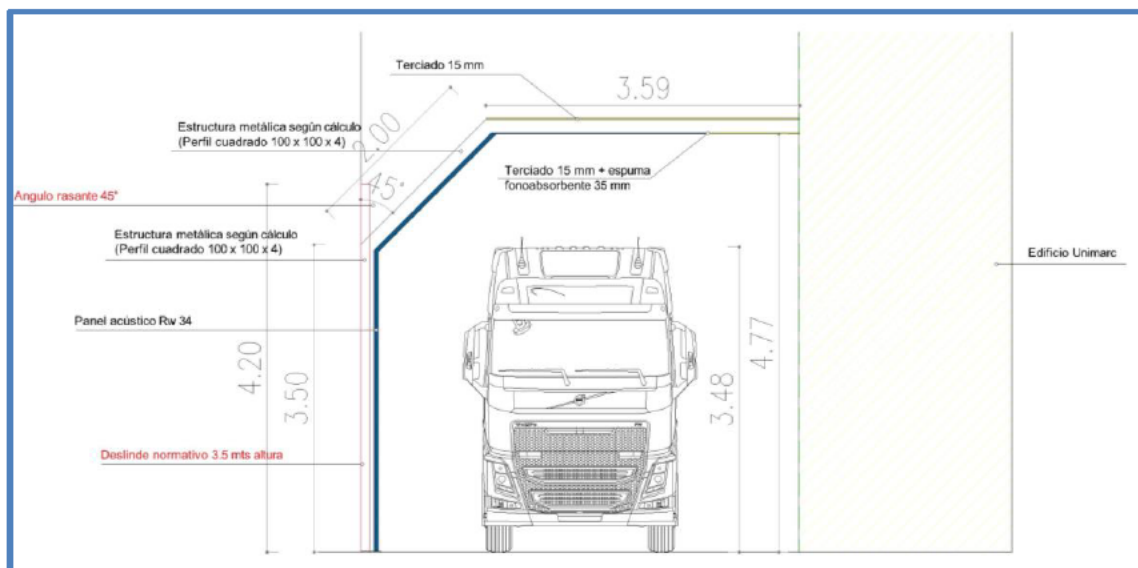 Terciado 15 mm
3.59
Estructura metálica según cálculo
(Perfil cuadrado 100 x 100 x 4)
2.00
Terciado 15 mm + espuma
fonoabsorbente 35 mm
Angulo rasante 45°
45°
Estructura metálica según cálculo
(Perfil cuadrado 100 x 100 x 4)
Edificio Unimarc
Panel acústico Rw 34
4.20
3.50
3.48
4.77
Deslinde normativo 3.5 mts altura